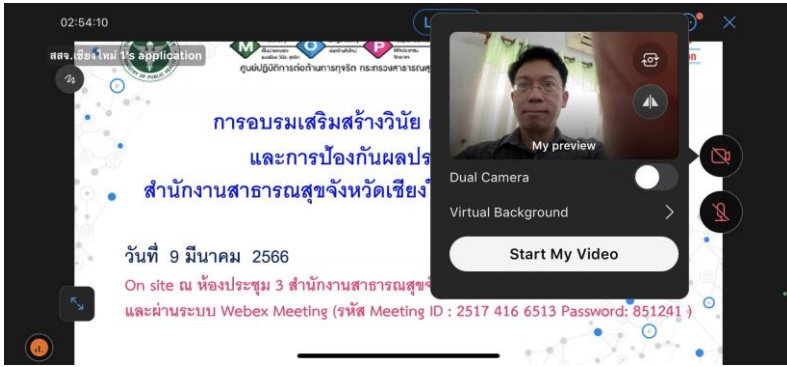 02:54:10
สสจ.เชียงใหม่ 1's application
M O P
ศูนย์ปฏิบัติการต่อต้านการทุจริต กระทรวงสาธารณสุ
การอบรมเสริมสร้างวินัย
และการป้องกันผลประ
สำนักงานสาธารณสุขจังหวัดเชียงใ
วันที่ 9 มีนาคม 2566
On site ณ ห้องประชุม 3 สำนักงานสาธารณสุขจั
และผ่านระบบ Webex Meeting (รหัส Meeting ID : 2517 416 6513 Password: 851241 )
My preview
Dual Camera
Virtual Background
Start My Video